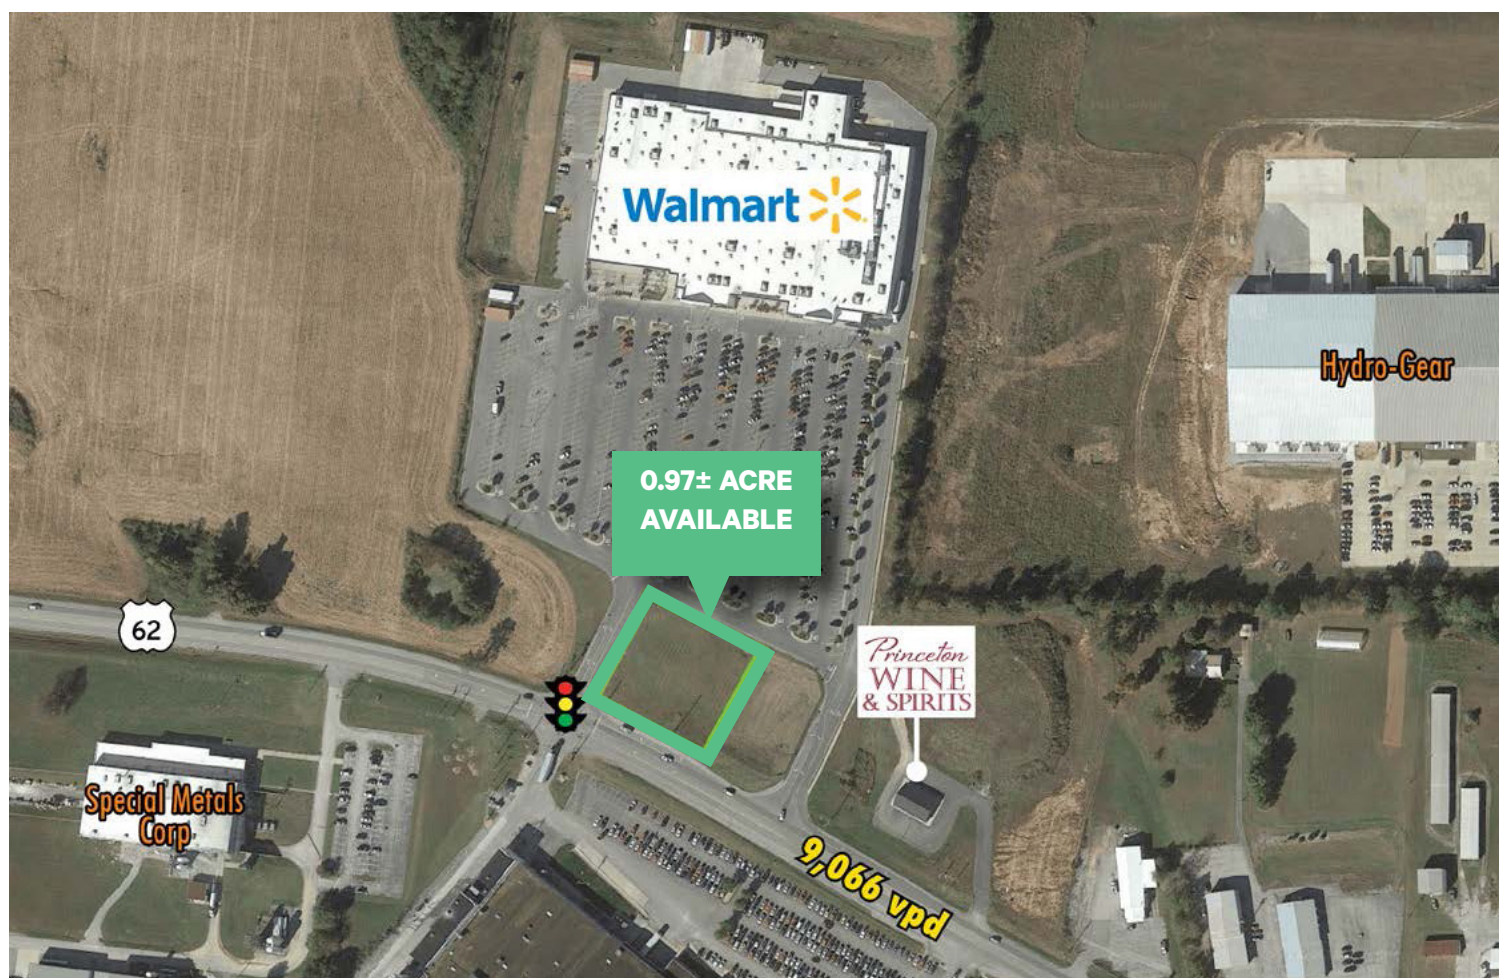 Walmart
Hydro-Gear
0.97± ACRE
AVAILABLE
62
Princeton
WINE
& SPIRITS
Special Metals
Corp
9,066 vpd